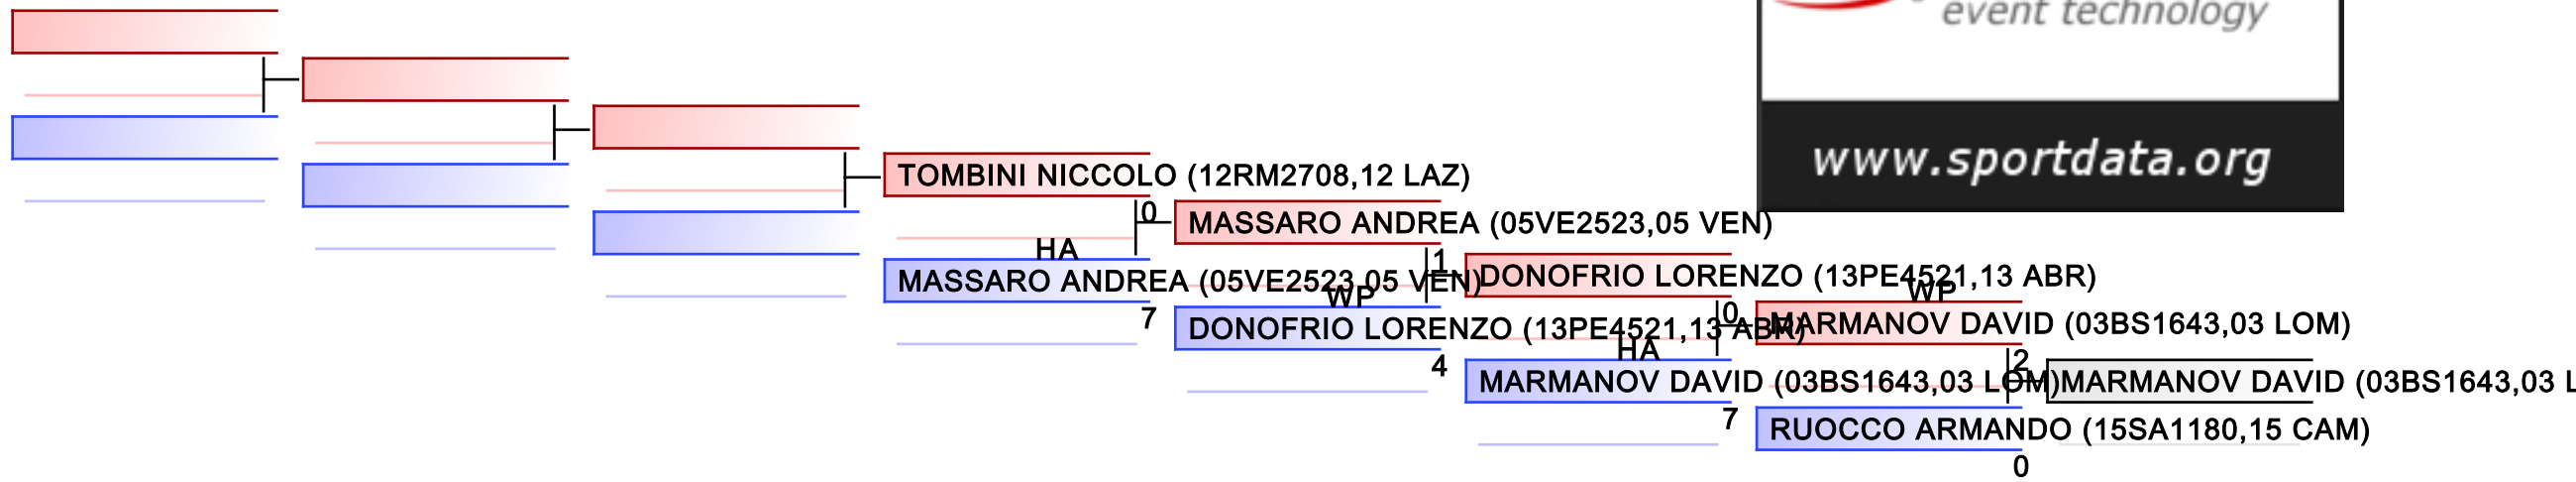 event technology
www.sportdata.org
TOMBINI NICCOLO (12RM2708,12 LAZ)
0
MASSARO ANDREA (05VE2523,05 VEN)
HA
MASSARO ANDREA (05VE2523,05 VEN)
7
1
DONOFRIO LORENZO (13PE4521,13 ABR)
WP
DONOFRIO LORENZO (13PE4521,13 ABR)
4
0
MARMANOV DAVID (03BS1643,03 LOM)
HA
MARMANOV DAVID (03BS1643,03 LOM)
7
WP
2
MARMANOV DAVID (03BS1643,03 L
RUOCCO ARMANDO (15SA1180,15 CAM)
0